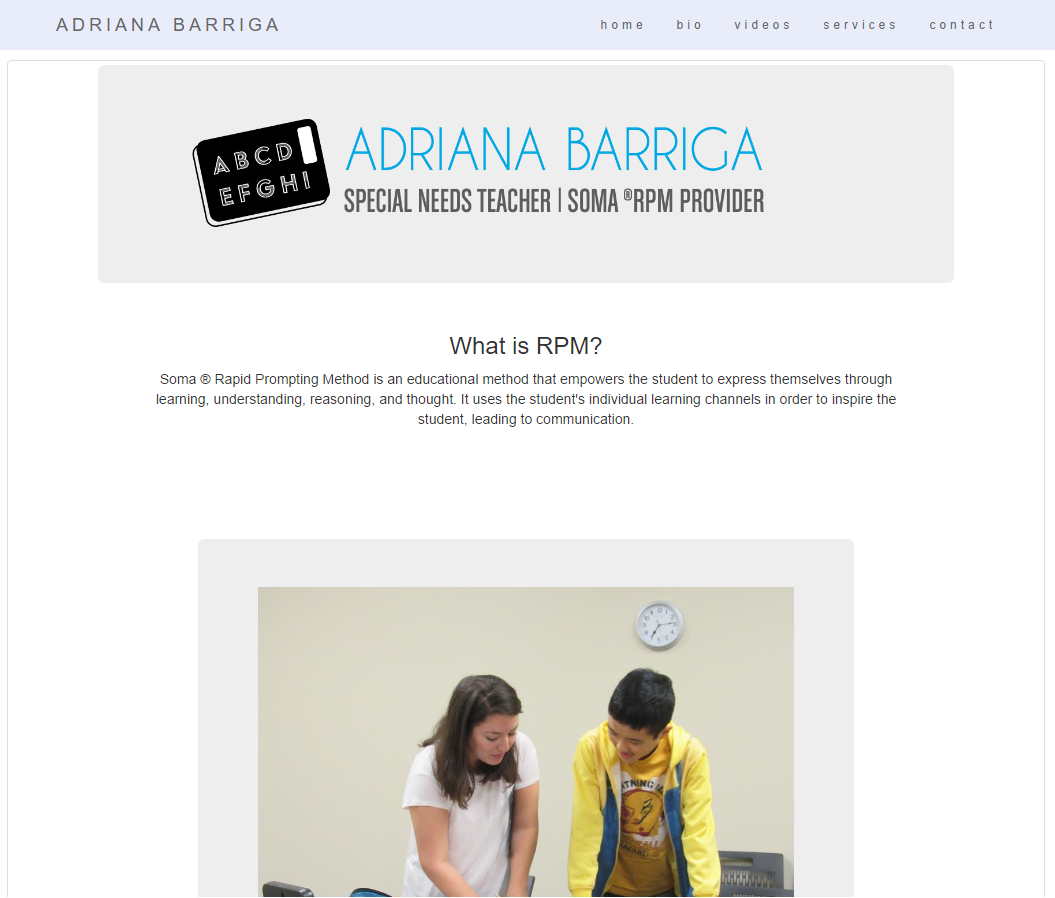 ADRIANA BARRIGA
home bio videos services contact
ABCD
EFGHI
ADRIANA BARRIGA
SPECIAL NEEDS TEACHER | SOMA ®RPM PROVIDER
What is RPM?
Soma ® Rapid Prompting Method is an educational method that empowers the student to express themselves through
learning, understanding, reasoning, and thought. It uses the student's individual learning channels in order to inspire the
student, leading to communication.